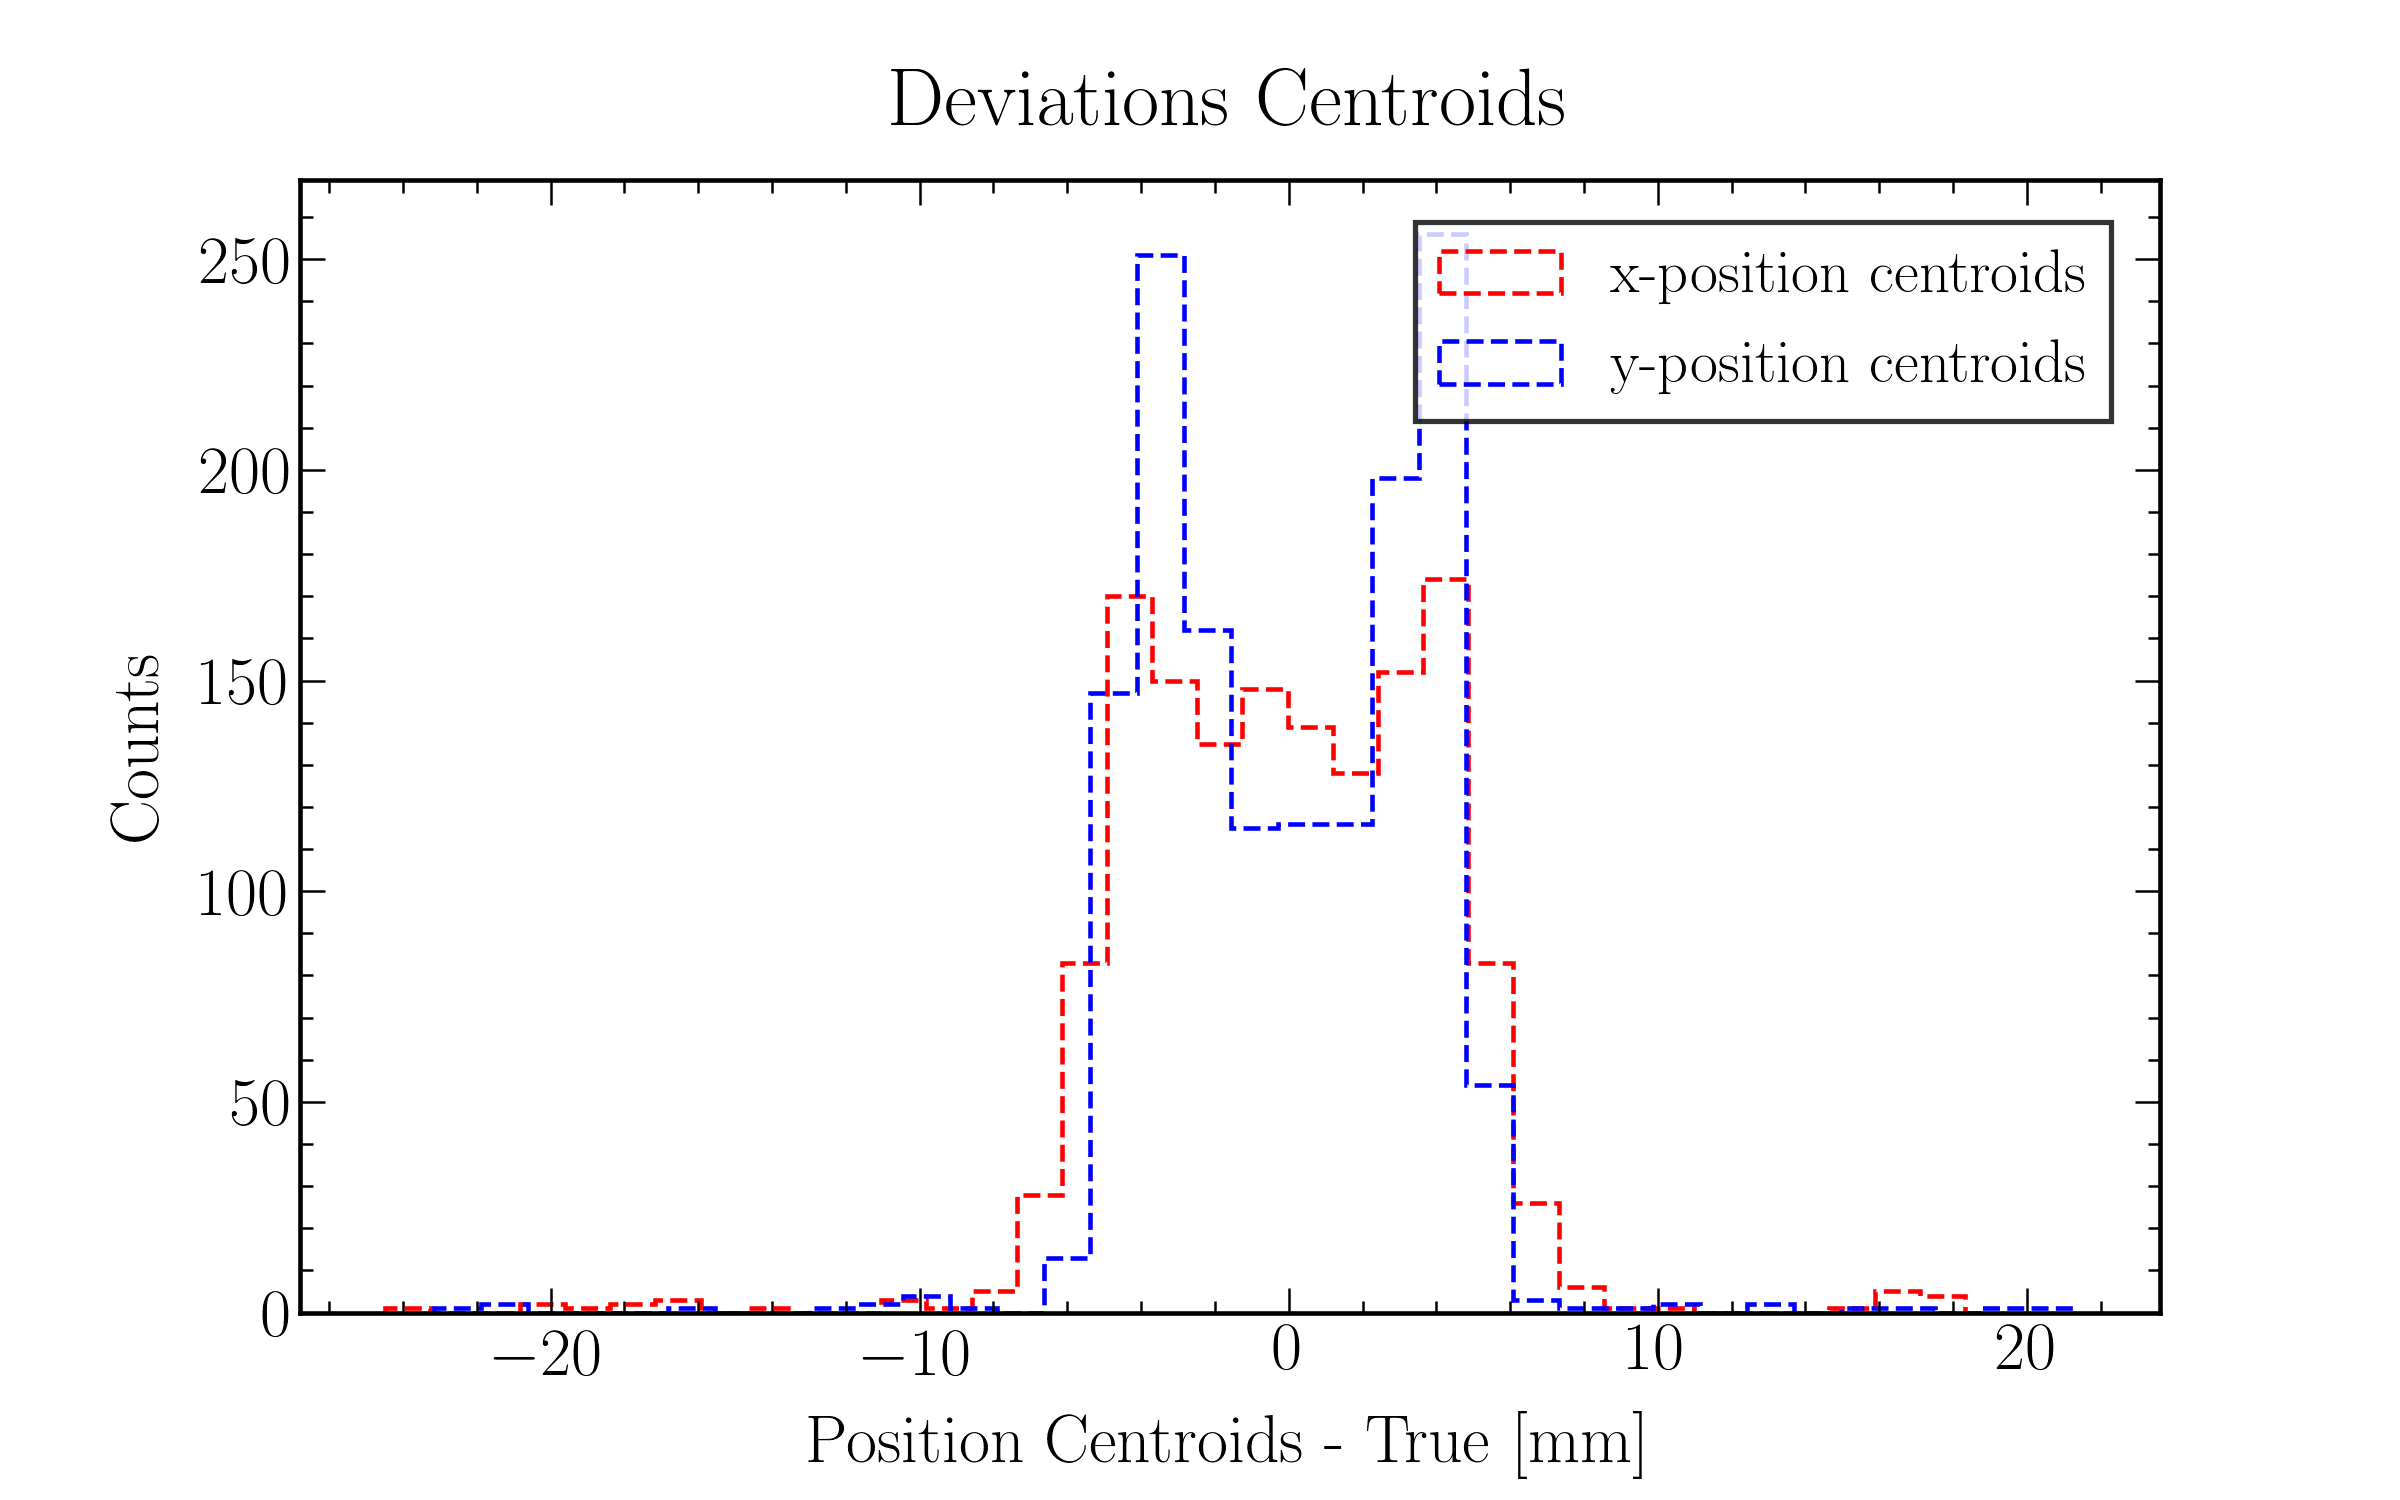 Deviations Centroids
x-position centroids
y-position centroids
Counts
250
200
150
100
50
0
−20 −10 0 10 20
Position Centroids - True [mm]